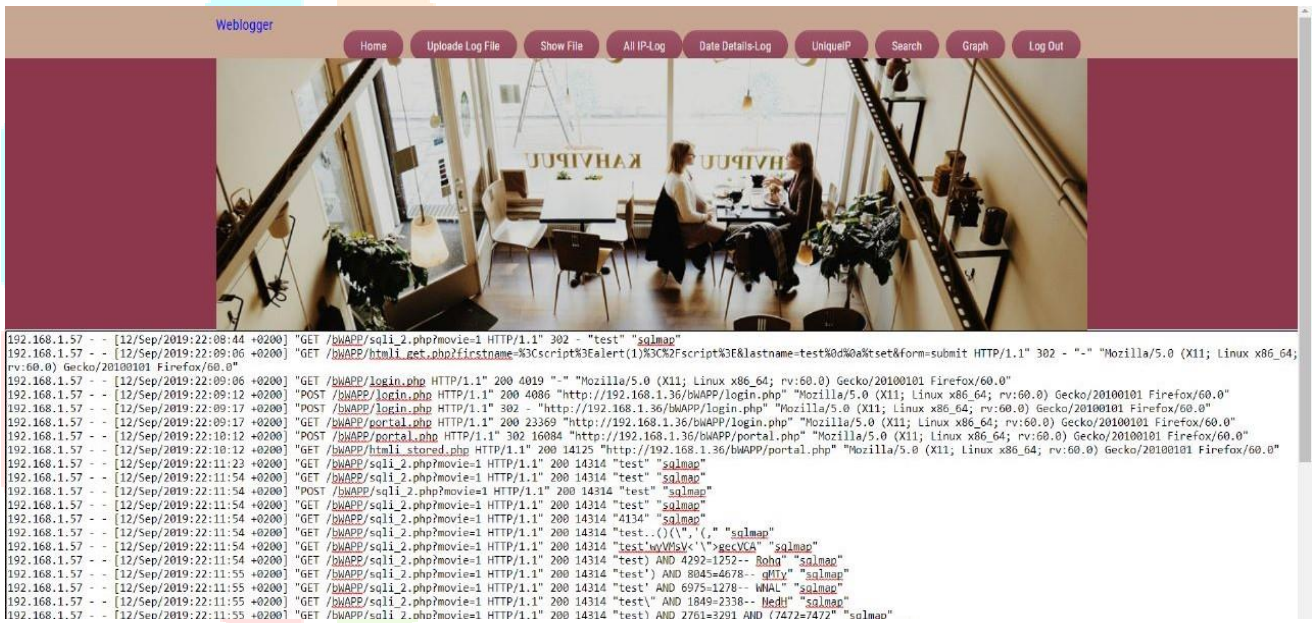 Weblogger
Home Uploade Log File Show File All IP-Log Date Details-Log UniqueIP Search Graph Log Out
KAHVIPUU KAHVIPUU
192.168.1.57 - - [12/Sep/2019:22:08:44 +0200] "GET /bWAPP/sqli_2.php?movie=1 HTTP/1.1" 302 - "test" "sqlmap"
192.168.1.57 - - [12/Sep/2019:22:09:06 +0200] "GET /bWAPP/htmli_get.php?firstname=%3Cscript%3Ealert(1)%3C%2Fscript%3E&lastname=test%0d%0a%tset&form=submit HTTP/1.1" 302 - "-" "Mozilla/5.0 (X11; Linux x86_64;
rv:60.0) Gecko/20100101 Firefox/60.0"
192.168.1.57 - - [12/Sep/2019:22:09:06 +0200] "GET /bWAPP/login.php HTTP/1.1" 200 4019 "-" "Mozilla/5.0 (X11; Linux x86_64; rv:60.0) Gecko/20100101 Firefox/60.0"
192.168.1.57 - - [12/Sep/2019:22:09:12 +0200] "POST /bWAPP/login.php HTTP/1.1" 200 4086 "http://192.168.1.36/bWAPP/login.php" "Mozilla/5.0 (X11; Linux x86_64; rv:60.0) Gecko/20100101 Firefox/60.0"
192.168.1.57 - - [12/Sep/2019:22:09:17 +0200] "POST /bWAPP/login.php HTTP/1.1" 302 - "http://192.168.1.36/bWAPP/login.php" "Mozilla/5.0 (X11; Linux x86_64; rv:60.0) Gecko/20100101 Firefox/60.0"
192.168.1.57 - - [12/Sep/2019:22:09:17 +0200] "GET /bWAPP/portal.php HTTP/1.1" 200 23369 "http://192.168.1.36/bWAPP/login.php" "Mozilla/5.0 (X11; Linux x86_64; rv:60.0) Gecko/20100101 Firefox/60.0"
192.168.1.57 - - [12/Sep/2019:22:10:12 +0200] "POST /bWAPP/portal.php HTTP/1.1" 302 16084 "http://192.168.1.36/bWAPP/portal.php" "Mozilla/5.0 (X11; Linux x86_64; rv:60.0) Gecko/20100101 Firefox/60.0"
192.168.1.57 - - [12/Sep/2019:22:10:12 +0200] "GET /bWAPP/htmli_stored.php HTTP/1.1" 200 14125 "http://192.168.1.36/bWAPP/portal.php" "Mozilla/5.0 (X11; Linux x86_64; rv:60.0) Gecko/20100101 Firefox/60.0"
192.168.1.57 - - [12/Sep/2019:22:11:23 +0200] "GET /bWAPP/sqli_2.php?movie=1 HTTP/1.1" 200 14314 "test" "sqlmap"
192.168.1.57 - - [12/Sep/2019:22:11:54 +0200] "GET /bWAPP/sqli_2.php?movie=1 HTTP/1.1" 200 14314 "test" "sqlmap"
192.168.1.57 - - [12/Sep/2019:22:11:54 +0200] "POST /bWAPP/sqli_2.php?movie=1 HTTP/1.1" 200 14314 "test" "sqlmap"
192.168.1.57 - - [12/Sep/2019:22:11:54 +0200] "GET /bWAPP/sqli_2.php?movie=1 HTTP/1.1" 200 14314 "test" "sqlmap"
192.168.1.57 - - [12/Sep/2019:22:11:54 +0200] "GET /bWAPP/sqli_2.php?movie=1 HTTP/1.1" 200 14314 "4134" "sqlmap"
192.168.1.57 - - [12/Sep/2019:22:11:54 +0200] "GET /bWAPP/sqli_2.php?movie=1 HTTP/1.1" 200 14314 "test..()(\",'(," "sqlmap"
192.168.1.57 - - [12/Sep/2019:22:11:54 +0200] "GET /bWAPP/sqli_2.php?movie=1 HTTP/1.1" 200 14314 "test'wyVMsV<'\">gecVCA" "sqlmap"
192.168.1.57 - - [12/Sep/2019:22:11:54 +0200] "GET /bWAPP/sqli_2.php?movie=1 HTTP/1.1" 200 14314 "test) AND 4292=1252-- Rohq" "sqlmap"
192.168.1.57 - - [12/Sep/2019:22:11:55 +0200] "GET /bWAPP/sqli_2.php?movie=1 HTTP/1.1" 200 14314 "test') AND 8045=4678-- qMTy" "sqlmap"
192.168.1.57 - - [12/Sep/2019:22:11:55 +0200] "GET /bWAPP/sqli_2.php?movie=1 HTTP/1.1" 200 14314 "test' AND 6975=1278-- WNAL" "sqlmap"
192.168.1.57 - - [12/Sep/2019:22:11:55 +0200] "GET /bWAPP/sqli_2.php?movie=1 HTTP/1.1" 200 14314 "test\" AND 1849=2338-- NedH" "sqlmap"
192.168.1.57 - - [12/Sep/2019:22:11:55 +0200] "GET /bWAPP/sqli_2.php?movie=1 HTTP/1.1" 200 14314 "test) AND 2761=3291 AND (7472=7472" "sqlmap"